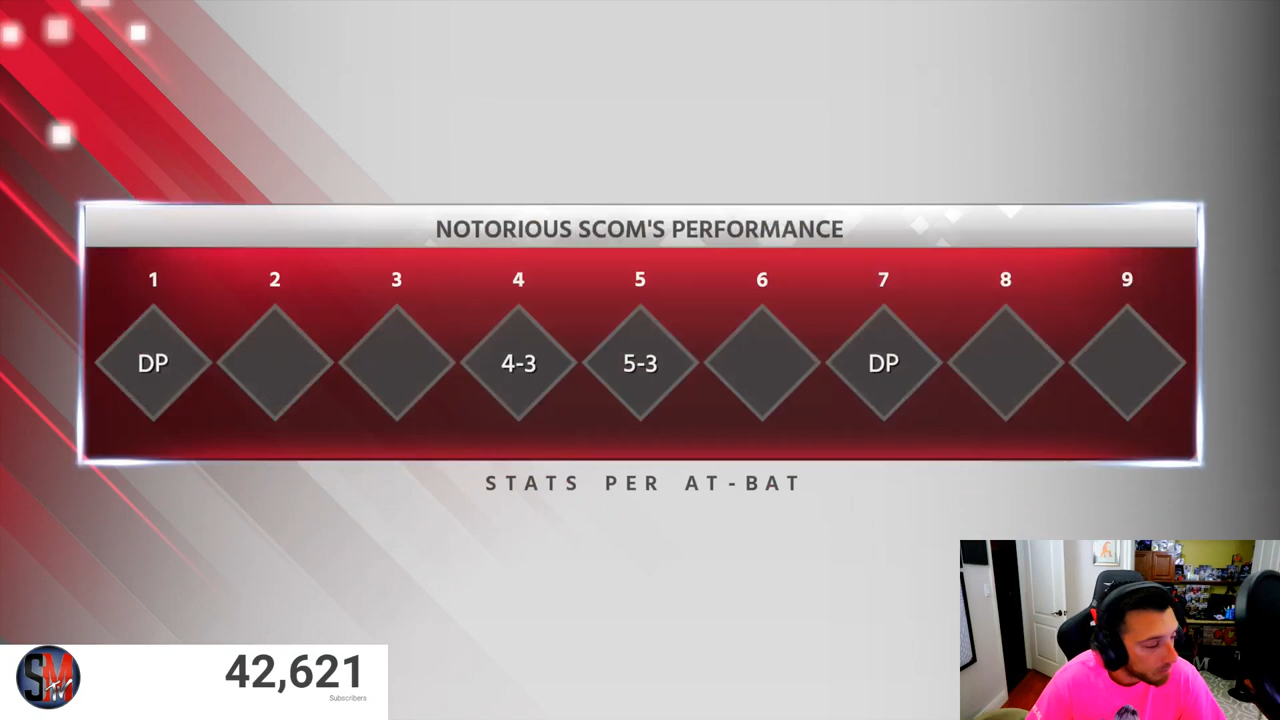 NOTORIOUS SCOM'S PERFORMANCE
1 2 3 4 5 6 7 8 9
DP 4-3 5-3 DP
STATS PER AT-BAT
SM
TV
42,621
Subscribers